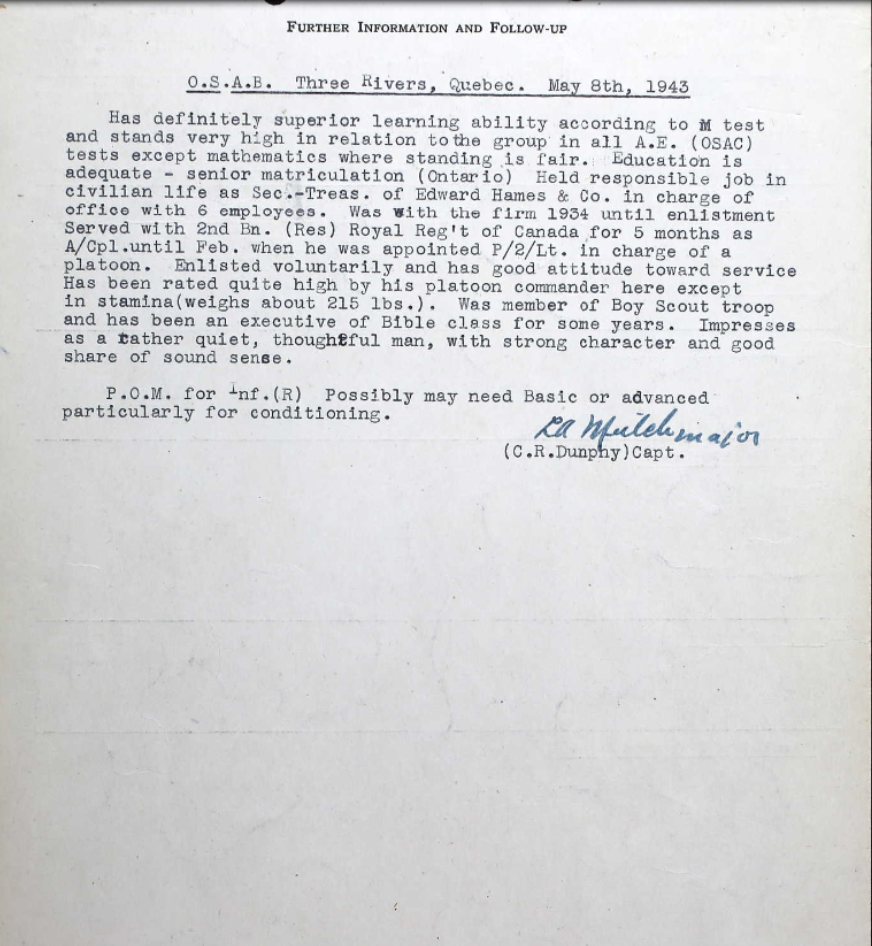 FURTHER INFORMATION AND FOLLOW-UP
O.S.A.B. Three Rivers, Quebec. May 8th, 1943
Has definitely superior learning ability according to M test
and stands very high in relation to the group in all A.E. (OSAC)
tests except mathematics where standing is fair. Education is
adequate - senior matriculation (Ontario) Held responsible job in
civilian life as Sec.-Treas. of Edward Hames & Co. in charge of
office with 6 employees. Was with the firm 1934 until enlistment
Served with 2nd Bn. (Res) Royal Reg't of Canada for 5 months as
A/Cpl.until Feb. when he was appointed P/2/Lt. in charge of a
platoon. Enlisted voluntarily and has good attitude toward service
Has been rated quite high by his platoon commander here except
in stamina(weighs about 215 lbs.). Was member of Boy Scout troop
and has been an executive of Bible class for some years. Impresses
as a rather quiet, thoughtful man, with strong character and good
share of sound sense.
P.O.M. for Inf.(R) Possibly may need Basic or advanced
particularly for conditioning.
major
(C.R.Dunphy)Capt.